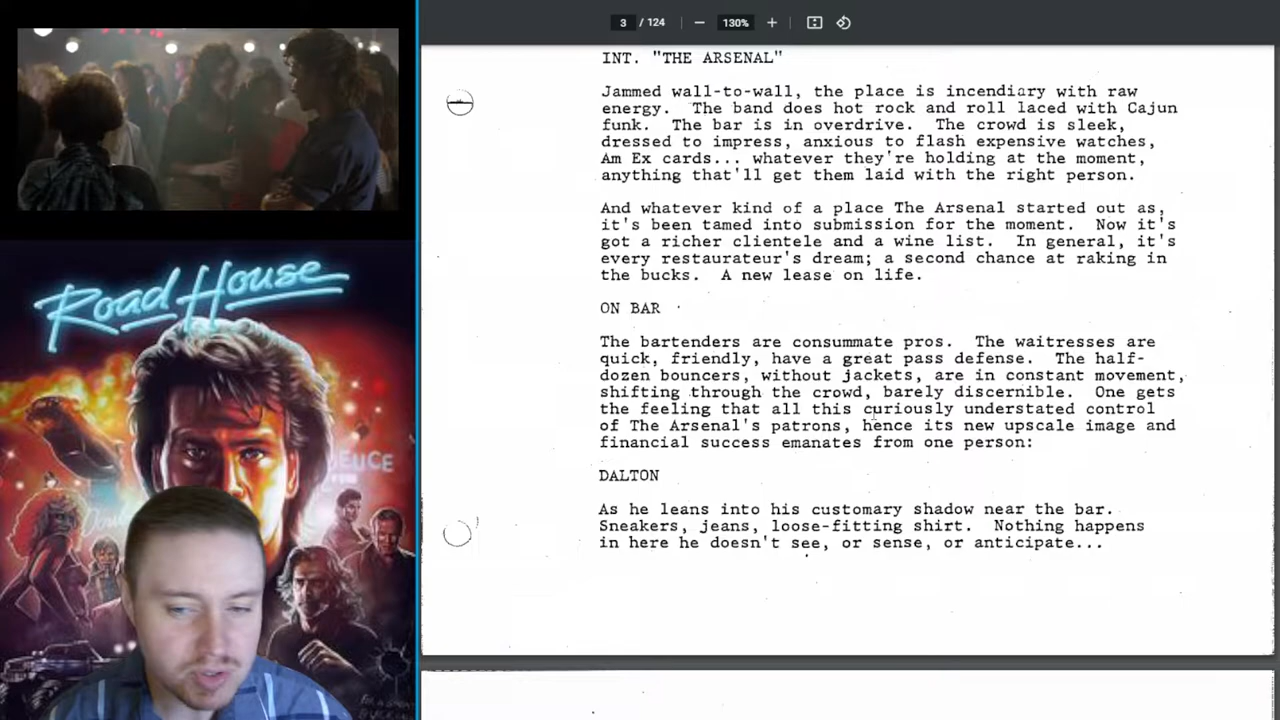 3 / 124
130%
INT. "THE ARSENAL"
Jammed wall-to-wall, the place is incendiary with raw
energy. The band does hot rock and roll laced with Cajun
funk. The bar is in overdrive. The crowd is sleek,
dressed to impress, anxious to flash expensive watches,
Am Ex cards... whatever they're holding at the moment,
anything that'll get them laid with the right person.
And whatever kind of a place The Arsenal started out as,
it's been tamed into submission for the moment. Now it's
got a richer clientele and a wine list. In general, it's
every restaurateur's dream; a second chance at raking in
the bucks. A new lease on life.
ON BAR
The bartenders are consummate pros. The waitresses are
quick, friendly, have a great pass defense. The half-
dozen bouncers, without jackets, are in constant movement,
shifting through the crowd, barely discernible. One gets
the feeling that all this curiously understated control
of The Arsenal's patrons, hence its new upscale image and
financial success emanates from one person:
DALTON
As he leans into his customary shadow near the bar.
Sneakers, jeans, loose-fitting shirt. Nothing happens
in here he doesn't see, or sense, or anticipate...
Road House
DEUCE